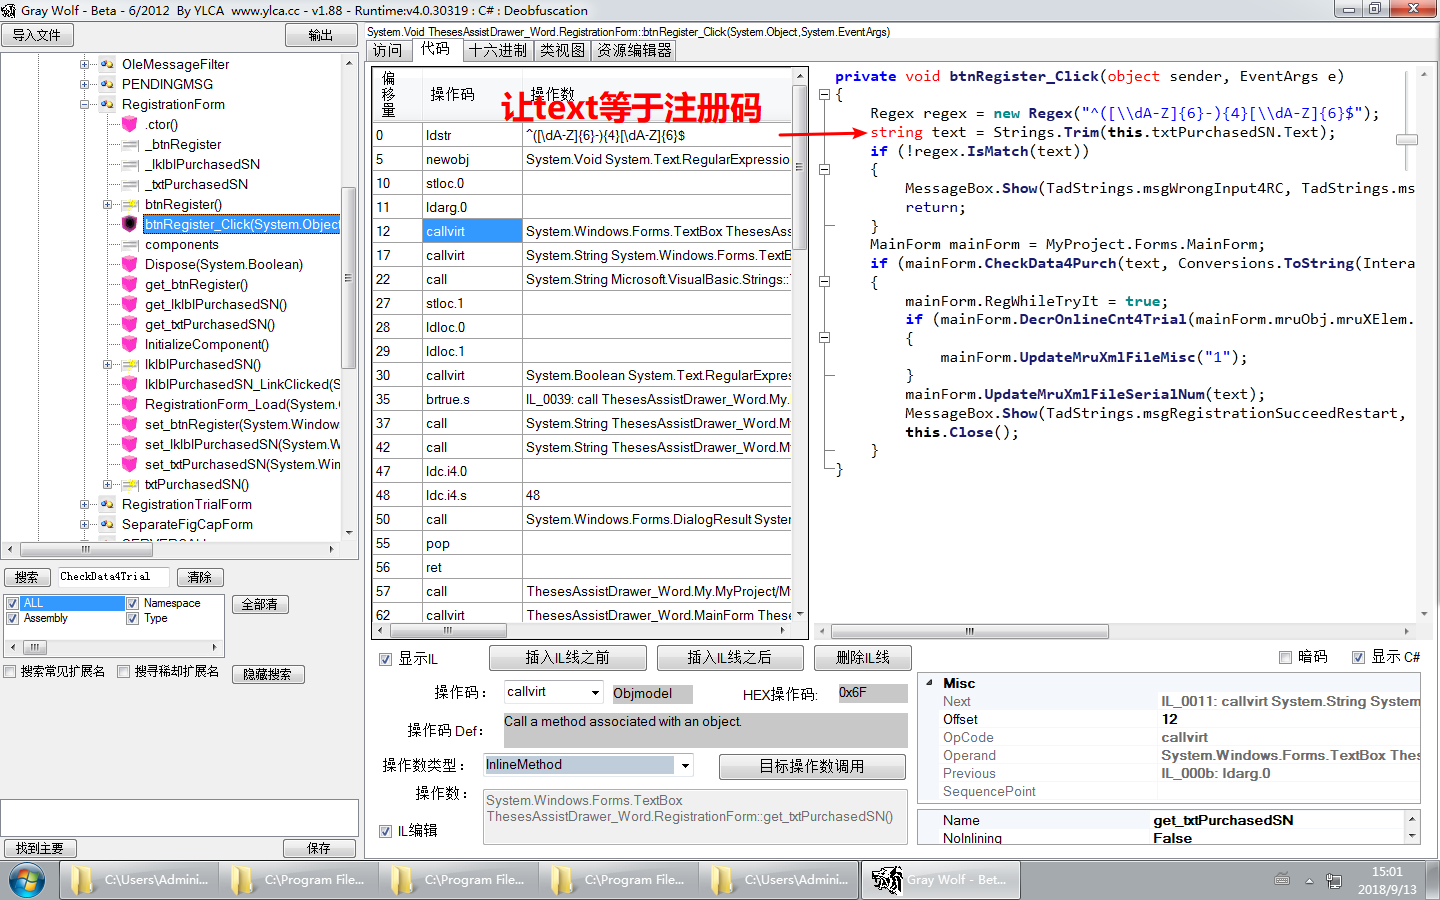 Gray Wolf - Beta - 6/2012  By YLCA  www.ylca.cc - v1.88 - Runtime:v4.0.30319 : C# : Deobfuscation
导入文件
输出
OleMessageFilter
PENDINGMSG
RegistrationForm
.ctor()
_btnRegister
_lklblPurchasedSN
_txtPurchasedSN
btnRegister()
btnRegister_Click(System.Object
components
Dispose(System.Boolean)
get_btnRegister()
get_lklblPurchasedSN()
get_txtPurchasedSN()
InitializeComponent()
lklblPurchasedSN()
lklblPurchasedSN_LinkClicked(S
RegistrationForm_Load(System.
set_btnRegister(System.Window
set_lklblPurchasedSN(System.W
set_txtPurchasedSN(System.Win
txtPurchasedSN()
RegistrationTrialForm
SeparateFigCapForm
搜索
CheckData4Trial
清除
ALL
Namespace
Assembly
Type
全部清
搜索常见扩展名
搜寻稀却扩展名
隐藏搜索
找到主要
保存
System.Void ThesesAssistDrawer_Word.RegistrationForm::btnRegister_Click(System.Object,System.EventArgs)
访问
代码
十六进制
类视图
资源编辑器
偏移量
操作码
操作数
让text等于注册码
0 ldstr ^([\dA-Z]{6}-){4}[\dA-Z]{6}$
5 newobj System.Void System.Text.RegularExpressio
10 stloc.0
11 ldarg.0
12 callvirt System.Windows.Forms.TextBox ThesesAss
17 callvirt System.String System.Windows.Forms.TextB
22 call System.String Microsoft.VisualBasic.Strings::
27 stloc.1
28 ldloc.0
29 ldloc.1
30 callvirt System.Boolean System.Text.RegularExpres
35 brtrue.s IL_0039: call ThesesAssistDrawer_Word.My.
37 call System.String ThesesAssistDrawer_Word.M
42 call System.String ThesesAssistDrawer_Word.M
47 ldc.i4.0
48 ldc.i4.s 48
50 call System.Windows.Forms.DialogResult System
55 pop
56 ret
57 call ThesesAssistDrawer_Word.My.MyProject/M
62 callvirt ThesesAssistDrawer_Word.MainForm These
private void btnRegister_Click(object sender, EventArgs e)
{
Regex regex = new Regex("^([\\dA-Z]{6}-){4}[\\dA-Z]{6}$");
string text = Strings.Trim(this.txtPurchasedSN.Text);
if (!regex.IsMatch(text))
{
MessageBox.Show(TadStrings.msgWrongInput4RC, TadStrings.ms
return;
}
MainForm mainForm = MyProject.Forms.MainForm;
if (mainForm.CheckData4Purch(text, Conversions.ToString(Intera
{
mainForm.RegWhileTryIt = true;
if (mainForm.DecrOnlineCnt4Trial(mainForm.mruObj.mruXElem.
{
mainForm.UpdateMruXmlFileMisc("1");
}
mainForm.UpdateMruXmlFileSerialNum(text);
MessageBox.Show(TadStrings.msgRegistrationSucceedRestart,
this.Close();
}
}
显示IL
插入IL线之前
插入IL线之后
删除IL线
暗码
显示 C#
操作码：
callvirt
Objmodel
HEX操作码:
0x6F
操作码 Def：
Call a method associated with an object.
操作数类型：
InlineMethod
目标操作数调用
操作数：
System.Windows.Forms.TextBox
ThesesAssistDrawer_Word.RegistrationForm::get_txtPurchasedSN()
IL编辑
Misc
Next IL_0011: callvirt System.String System
Offset 12
OpCode callvirt
Operand System.Windows.Forms.TextBox Thes
Previous IL_000b: ldarg.0
SequencePoint
Name get_txtPurchasedSN
NoInlining False
C:\Users\Admini...
C:\Program File...
C:\Program File...
C:\Program File...
C:\Users\Admini...
Gray Wolf - Bet...
15:01
2018/9/13